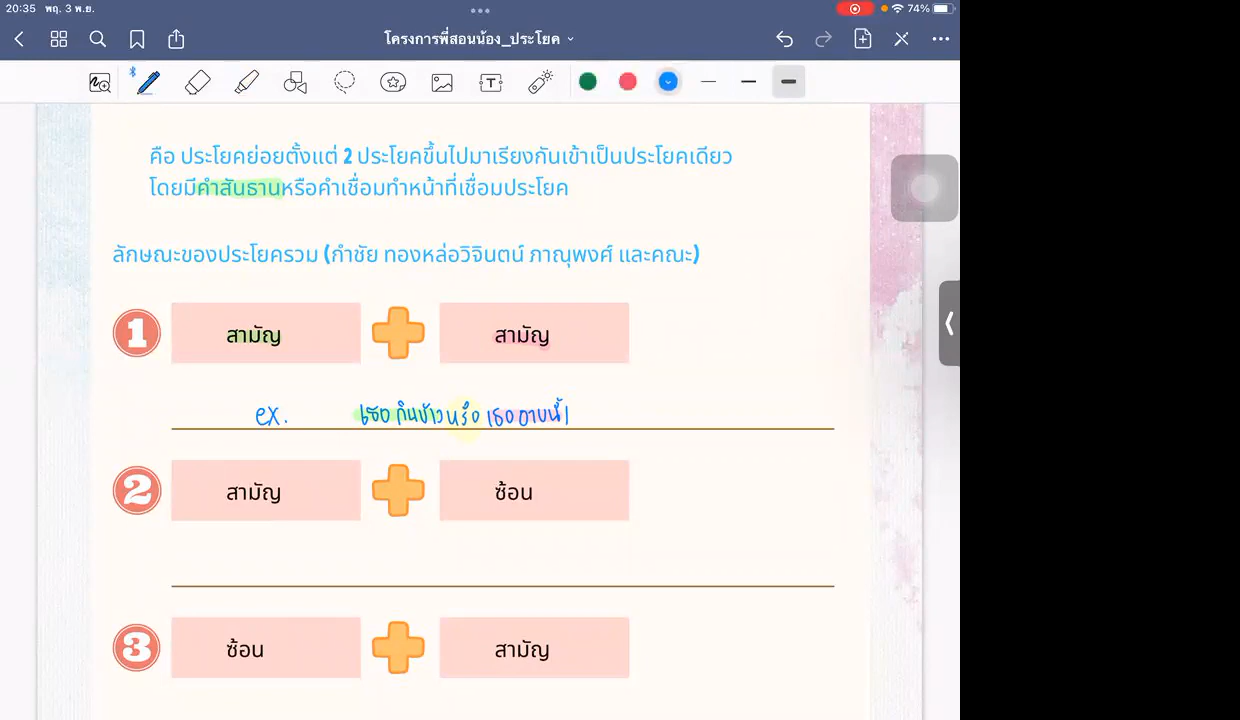 20:35 พฤ. 3 พ.ย.
74%
โครงการพี่สอนน้อง_ประโยค
คือ ประโยคย่อยตั้งแต่ 2 ประโยคขึ้นไปมาเรียงกันเข้าเป็นประโยคเดียว
โดยมีคำสันธานหรือคำเชื่อมทำหน้าที่เชื่อมประโยค
ลักษณะของประโยครวม (กำชัย ทองหล่อวิจินตน์ ภาณุพงศ์ และคณะ)
1 สามัญ สามัญ
ex. เธอกินข้าวหรือเธออาบน้ำ
2 สามัญ ซ้อน
3 ซ้อน สามัญ